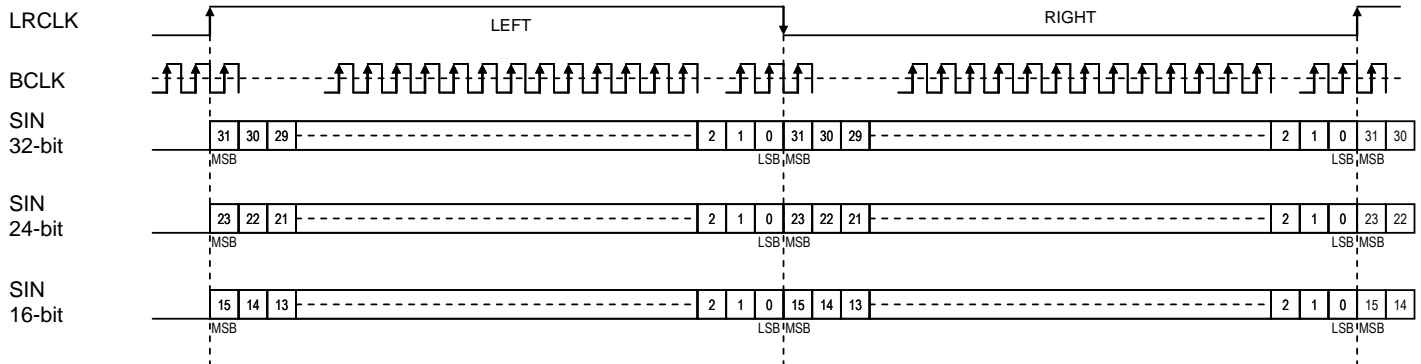 LRCLK
LEFT
RIGHT
BCLK
SIN
32-bit
31 30 29 2 1 0 31 30 29 2 1 0 31 30
MSB LSB MSB LSB MSB
SIN
24-bit
23 22 21 2 1 0 23 22 21 2 1 0 23 22
MSB LSB MSB LSB MSB
SIN
16-bit
15 14 13 2 1 0 15 14 13 2 1 0 15 14
MSB LSB MSB LSB MSB